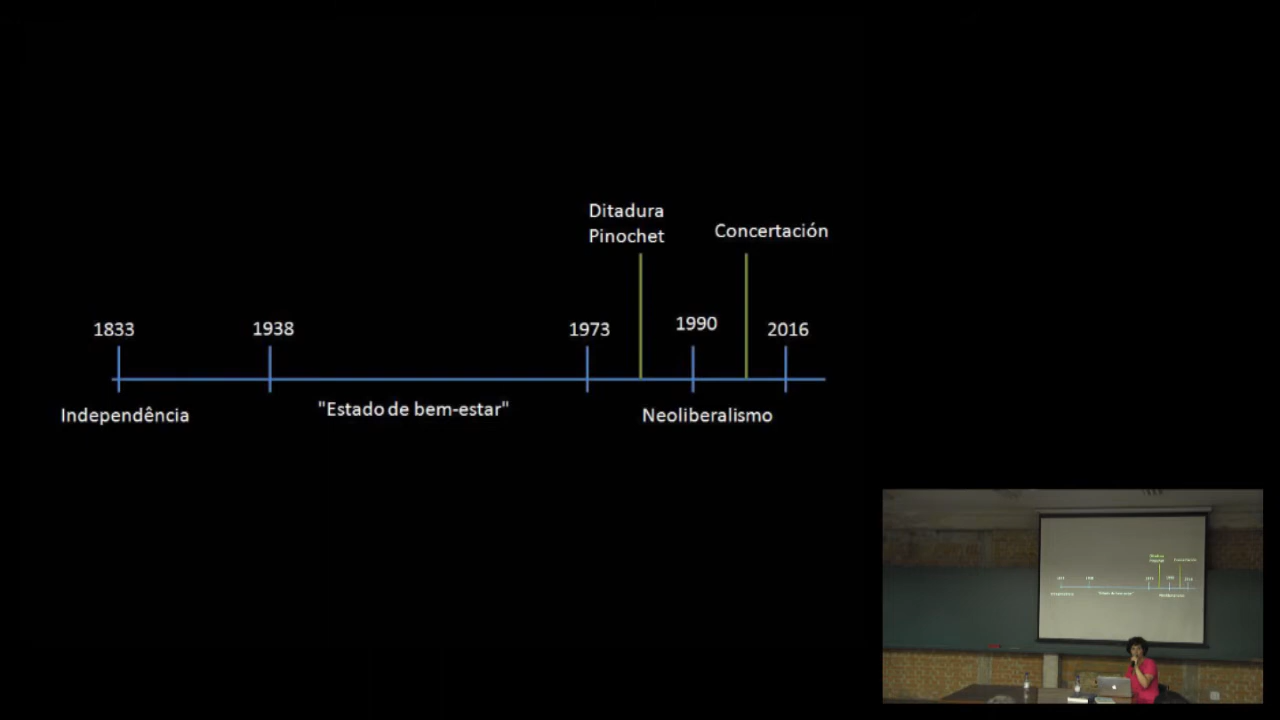 Ditadura
Pinochet
Concertación
1833
1938
1973
1990
2016
Independência
"Estado de bem-estar"
Neoliberalismo